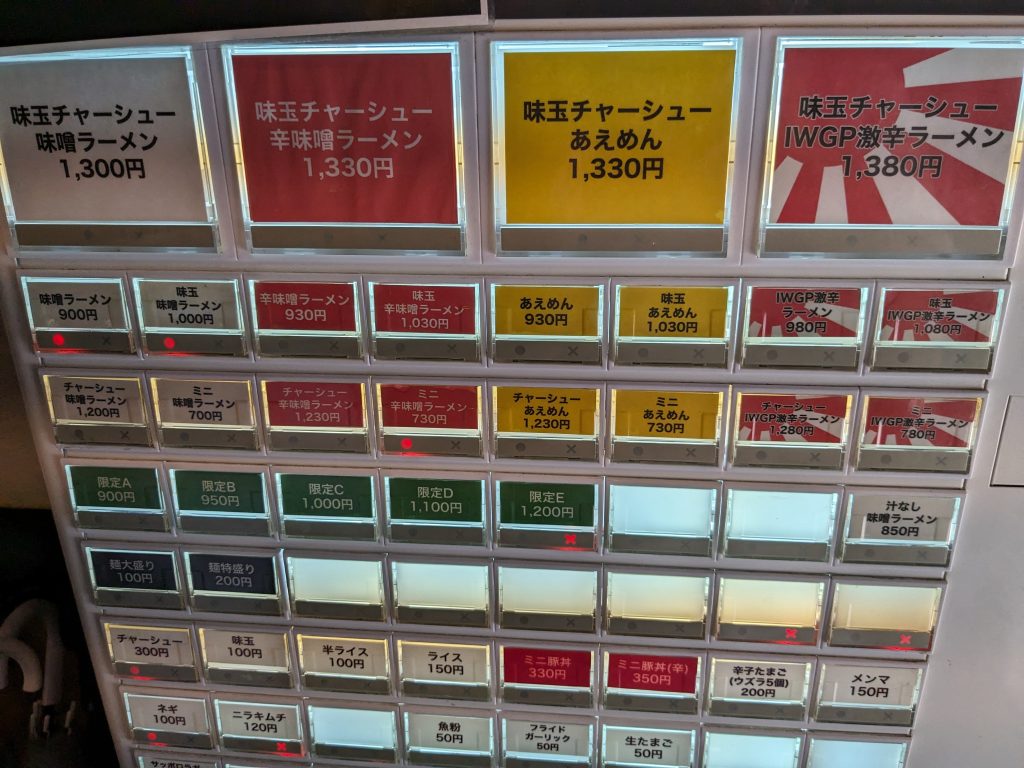 味玉チャーシュー
味噌ラーメン
1,300円
味玉チャーシュー
辛味噌ラーメン
1,330円
味玉チャーシュー
あえめん
1,330円
味玉チャーシュー
IWGP激辛ラーメン
1,380円
味噌ラーメン
900円
味玉
味噌ラーメン
1,000円
辛味噌ラーメン
930円
味玉
辛味噌ラーメン
1,030円
あえめん
930円
味玉
あえめん
1,030円
IWGP激辛
ラーメン
980円
味玉
IWGP激辛ラーメン
1,080円
チャーシュー
味噌ラーメン
1,200円
ミニ
味噌ラーメン
700円
チャーシュー
辛味噌ラーメン
1,230円
ミニ
辛味噌ラーメン
730円
チャーシュー
あえめん
1,230円
ミニ
あえめん
730円
チャーシュー
IWGP激辛ラーメン
1,280円
ミニ
IWGP激辛ラーメン
780円
限定A
900円
限定B
950円
限定C
1,000円
限定D
1,100円
限定E
1,200円
汁なし
味噌ラーメン
850円
麺大盛り
100円
麺特盛り
200円
チャーシュー
300円
味玉
100円
半ライス
100円
ライス
150円
ミニ豚丼
330円
ミニ豚丼(辛)
350円
辛子たまご
(ウズラ5個)
200円
メンマ
150円
ネギ
100円
ニラキムチ
120円
魚粉
50円
フライド
ガーリック
50円
生たまご
50円